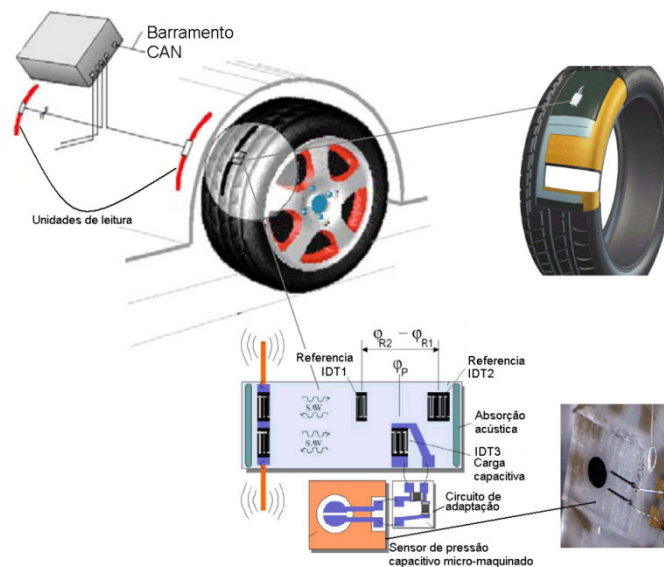 Barramento
CAN
Unidades de leitura
φR2 − φR1
Referencia
IDT1
φP
Referencia
IDT2
SAW
SAW
Absorção
acústica
IDT3
Carga
capacitiva
Circuito de
adaptação
Sensor de pressão
capacitivo micro-maquinado